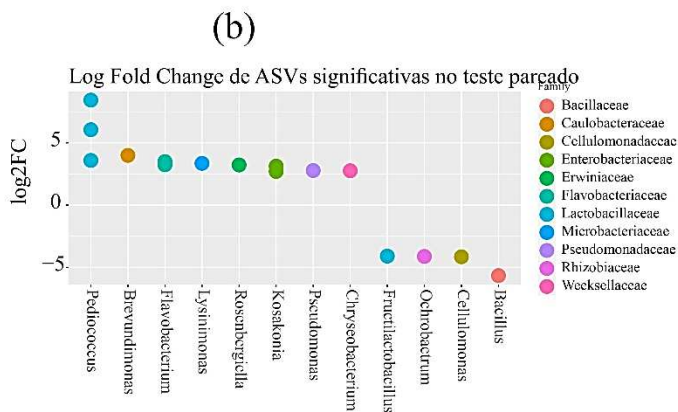 (b)
Log Fold Change de ASVs significativas no teste pareado
Family
Bacillaceae
Caulobacteraceae
Cellulomonadaceae
Enterobacteriaceae
Erwiniaceae
Flavobacteriaceae
Lactobacillaceae
Microbacteriaceae
Pseudomonadaceae
Rhizobiaceae
Weeksellaceae
log2FC
5
0
−5
Pediococcus
Brevundimonas
Flavobacterium
Lysinimonas
Rosenbergiella
Kosakonia
Pseudomonas
Chryseobacterium
Fructilactobacillus
Ochrobactrum
Cellulomonas
Bacillus